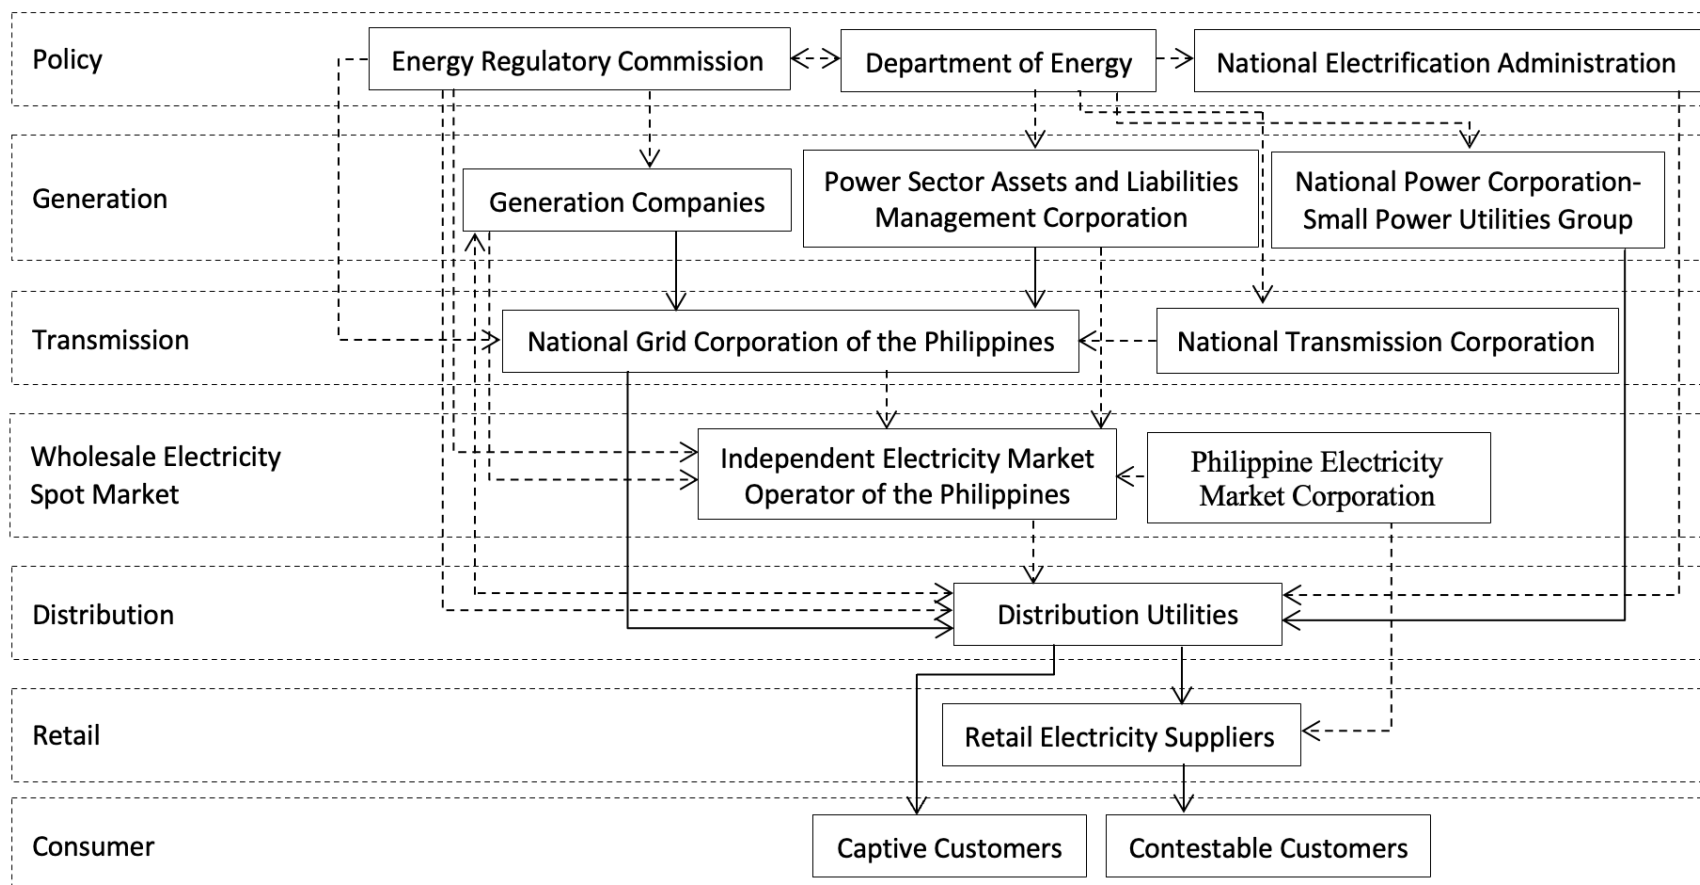 Policy
Energy Regulatory Commission
Department of Energy
National Electrification Administration
Generation
Generation Companies
Power Sector Assets and Liabilities
Management Corporation
National Power Corporation-
Small Power Utilities Group
Transmission
National Grid Corporation of the Philippines
National Transmission Corporation
Wholesale Electricity
Spot Market
Independent Electricity Market
Operator of the Philippines
Philippine Electricity
Market Corporation
Distribution
Distribution Utilities
Retail
Retail Electricity Suppliers
Consumer
Captive Customers
Contestable Customers